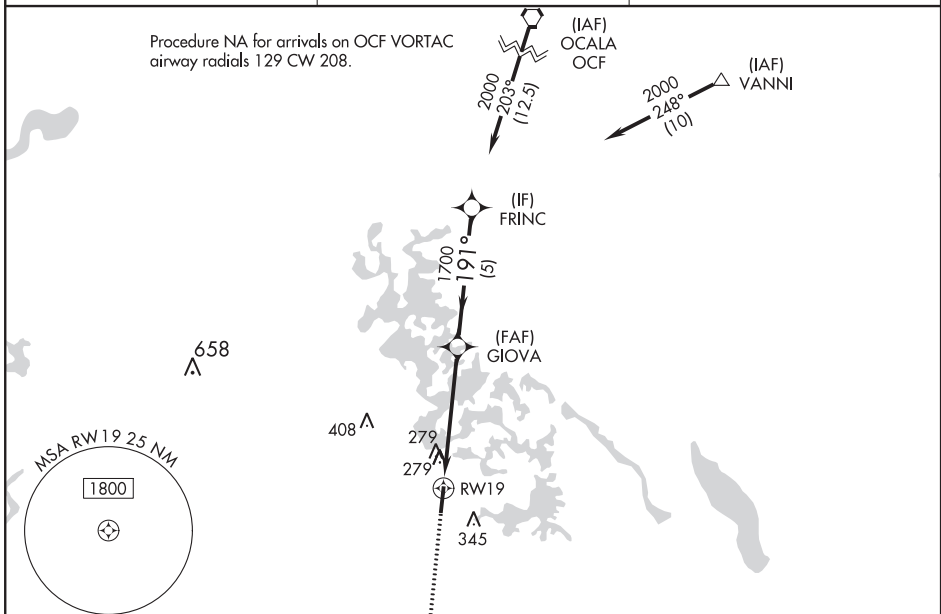 Procedure NA for arrivals on OCF VORTAC
airway radials 129 CW 208.
(IAF)
OCALA
OCF
2000
203°
(12.5)
(IAF)
VANNI
2000
248°
(10)
(IF)
FRINC
1700
191°
(5)
(FAF)
GIOVA
658
408
279
279
RW19
345
MSA RW19 25 NM
1800